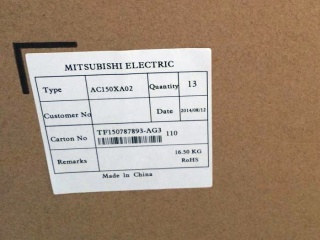 MITSUBISHI ELECTRIC
Type AC150XA02 Quantity 13
Customer No Date 2014/08/12
Carton No TP150787893-AG3 110
Remarks 16.50 KG
RoHS
Made In China